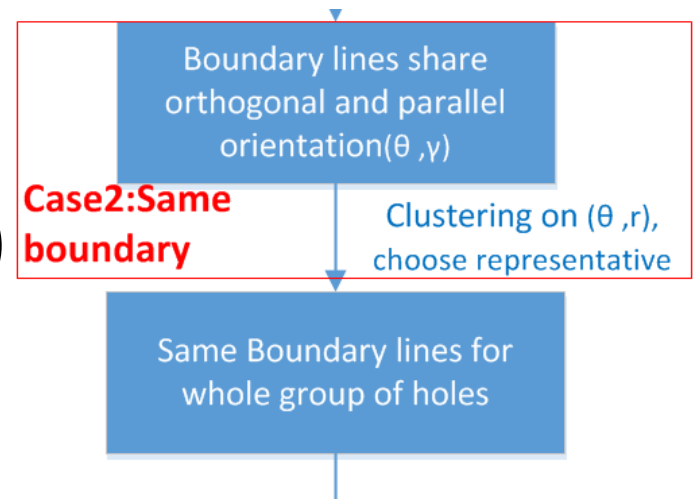 Boundary lines share
orthogonal and parallel
orientation(θ ,γ)
Case2:Same
boundary
Clustering on (θ ,r),
choose representative
)
Same Boundary lines for
whole group of holes